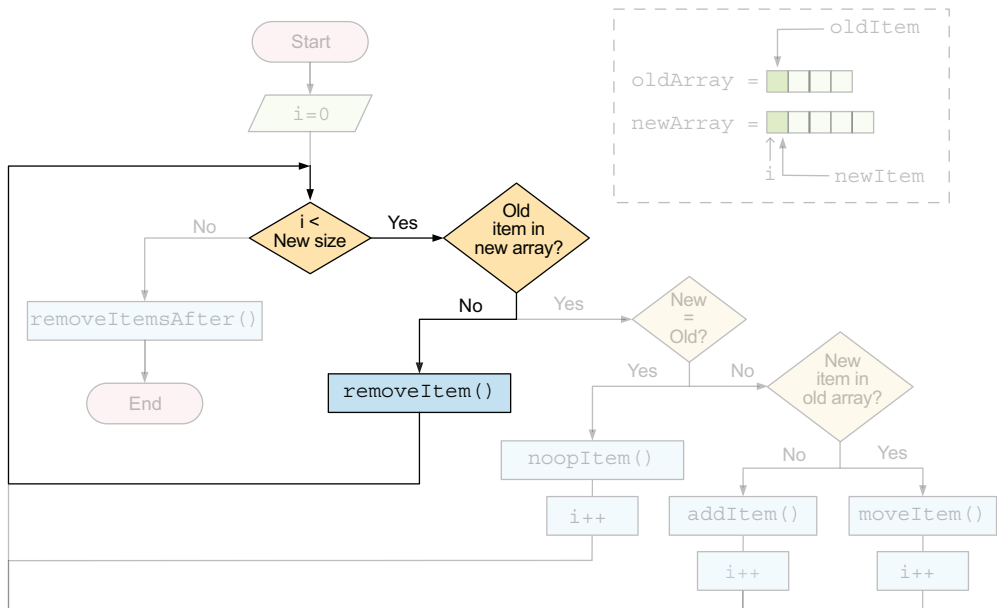 Start
i=0
oldItem
oldArray =
newArray =
i
newItem
i <
New size
No
Yes
Old
item in
new array?
removeItemsAfter()
End
No
Yes
removeItem()
New
=
Old?
Yes
No
New
item in
old array?
noopItem()
i++
No
Yes
addItem()
moveItem()
i++
i++